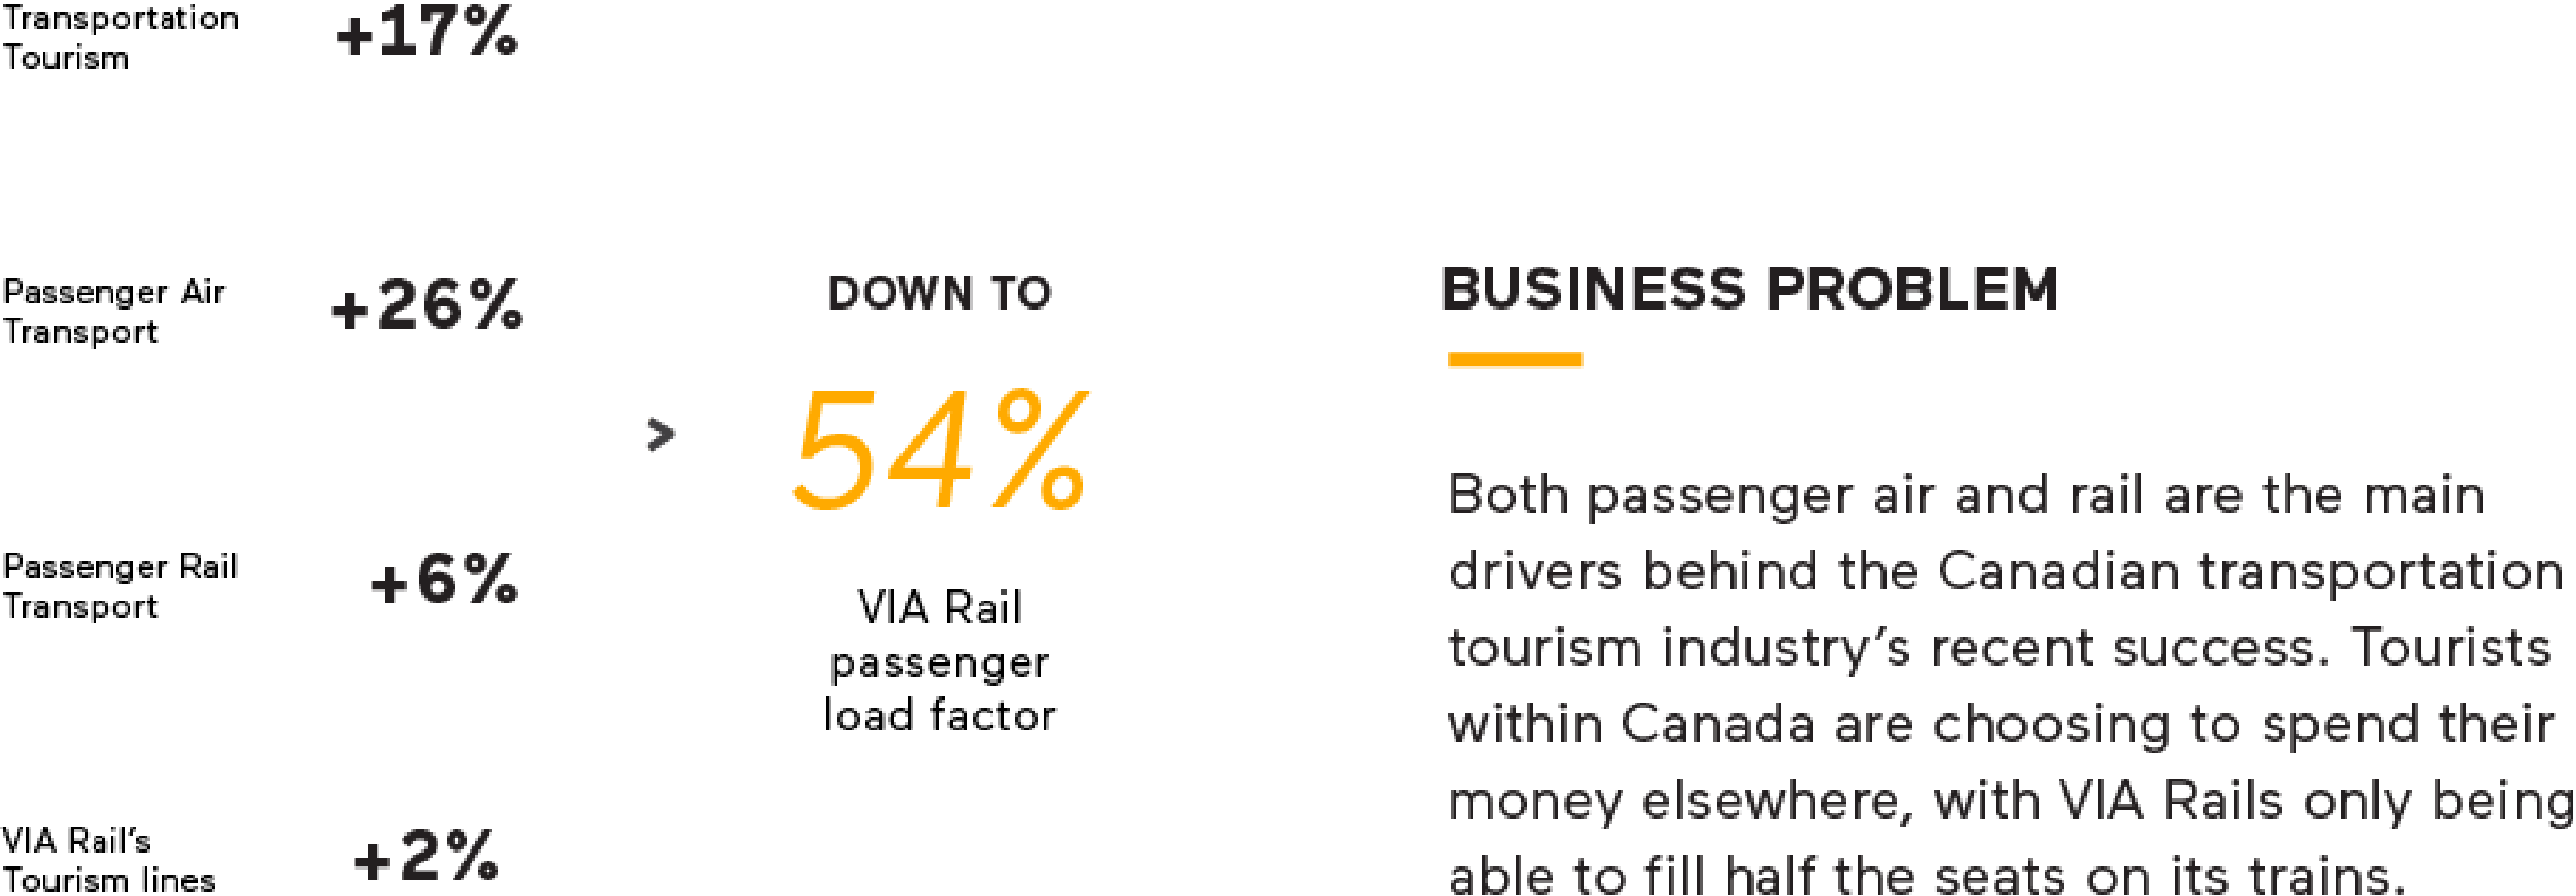 Transportation
Tourism
+17%
Passenger Air
Transport
+26%
Passenger Rail
Transport
+6%
VIA Rail's
Tourism lines
+2%
>
DOWN TO
54%
VIA Rail
passenger
load factor
BUSINESS PROBLEM
Both passenger air and rail are the main
drivers behind the Canadian transportation
tourism industry's recent success. Tourists
within Canada are choosing to spend their
money elsewhere, with VIA Rails only being
able to fill half the seats on its trains.